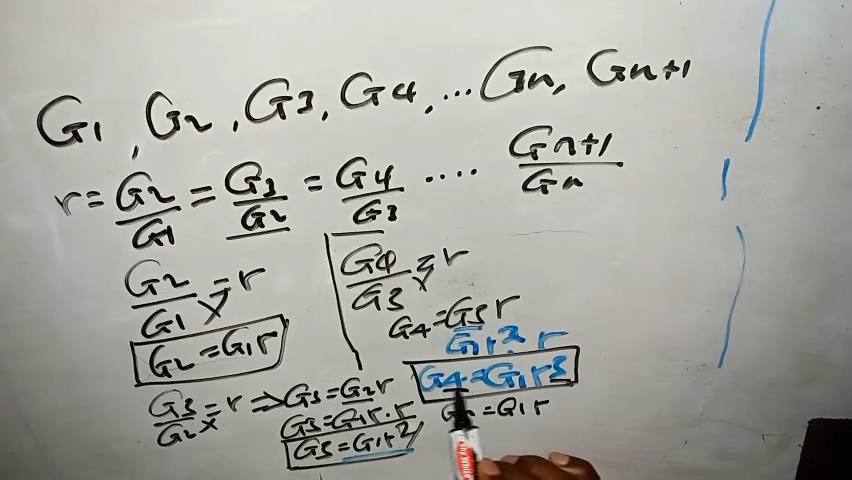 G1, G2, G3, G4, ... Gn, Gn+1
r = G2/G1 = G3/G2 = G4/G3 .... Gn+1/Gn
G2/G1 = r
G2 = G1r
G3/G2 = r => G3 = G2r
G3 = G1r.r
G3 = G1r²
G4/G3 = r
G4 = G3 r
G1r². r
G4 = G1r³
= G1r